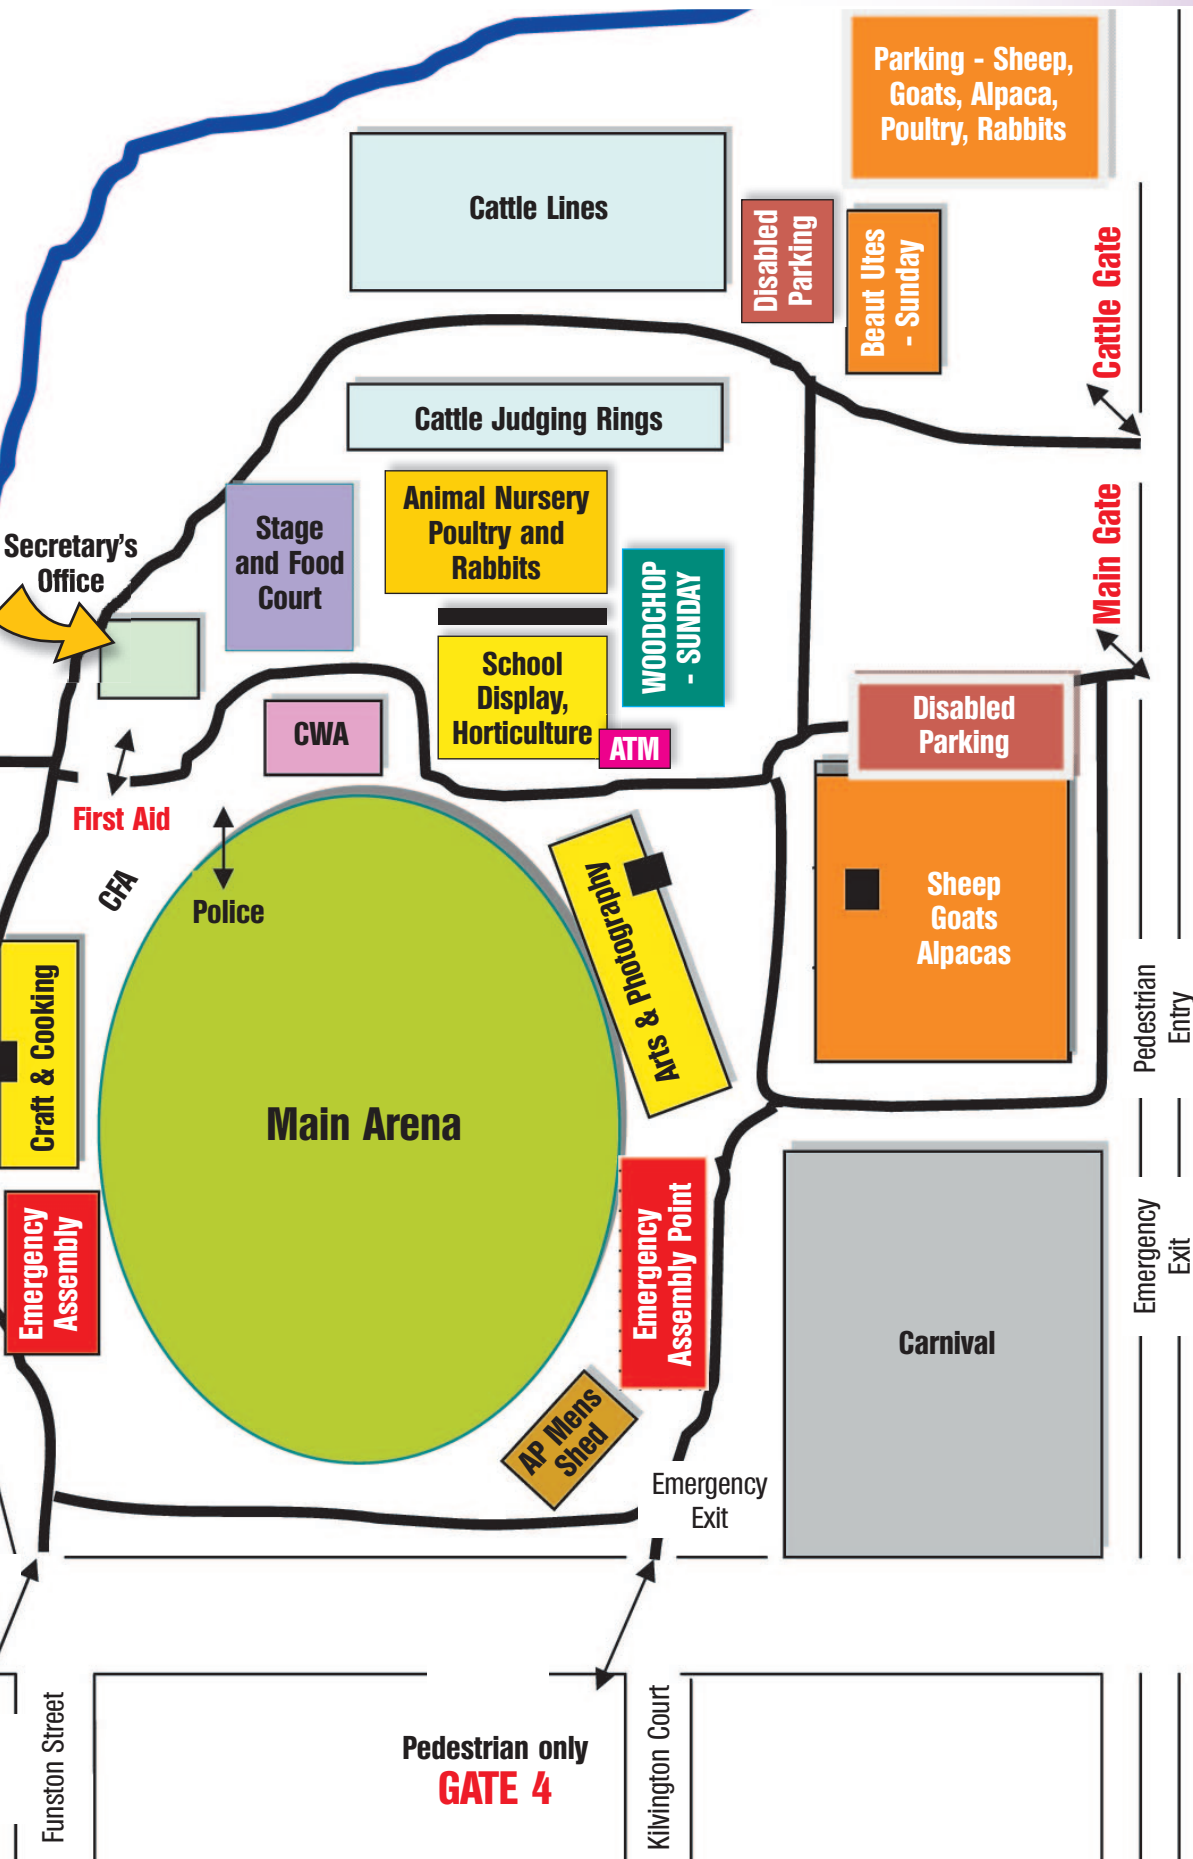 Parking - Sheep,
Goats, Alpaca,
Poultry, Rabbits
Cattle Lines
Disabled
Parking
Beaut Utes
- Sunday
Cattle Gate
Cattle Judging Rings
Animal Nursery
Poultry and
Rabbits
Stage
and Food
Court
Secretary's
Office
WOODCHOP
- SUNDAY
Main Gate
School
Display,
Horticulture
ATM
CWA
Disabled
Parking
First Aid
CFA
Police
Arts & Photography
Sheep
Goats
Alpacas
Craft & Cooking
Pedestrian
Entry
Main Arena
Emergency
Assembly
Emergency
Assembly Point
Emergency
Exit
Carnival
AP Mens
Shed
Emergency
Exit
Funston Street
Pedestrian only
GATE 4
Kilvington Court